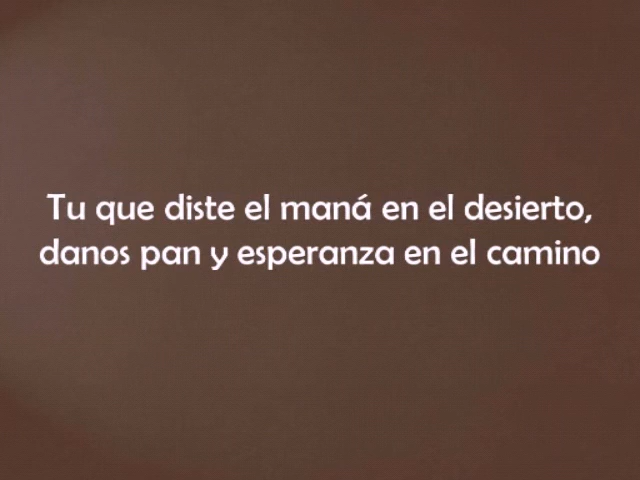 Tu que diste el maná en el desierto,
danos pan y esperanza en el camino